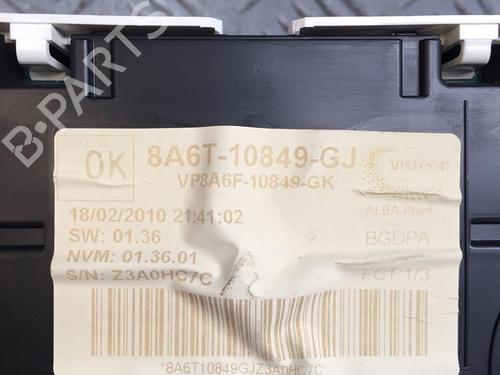 B-PARTS
OK
8A6T-10849-GJ
Visteon
VP8A6F-10849-GK
18/02/2010 21:41:02
ALBA Plant
SW: 01.36
BGDPA
NVM: 01.36.01
S/N: Z3A0HC7C
FCT 1/3
*8A6T10849GJZ3A0HC7C*